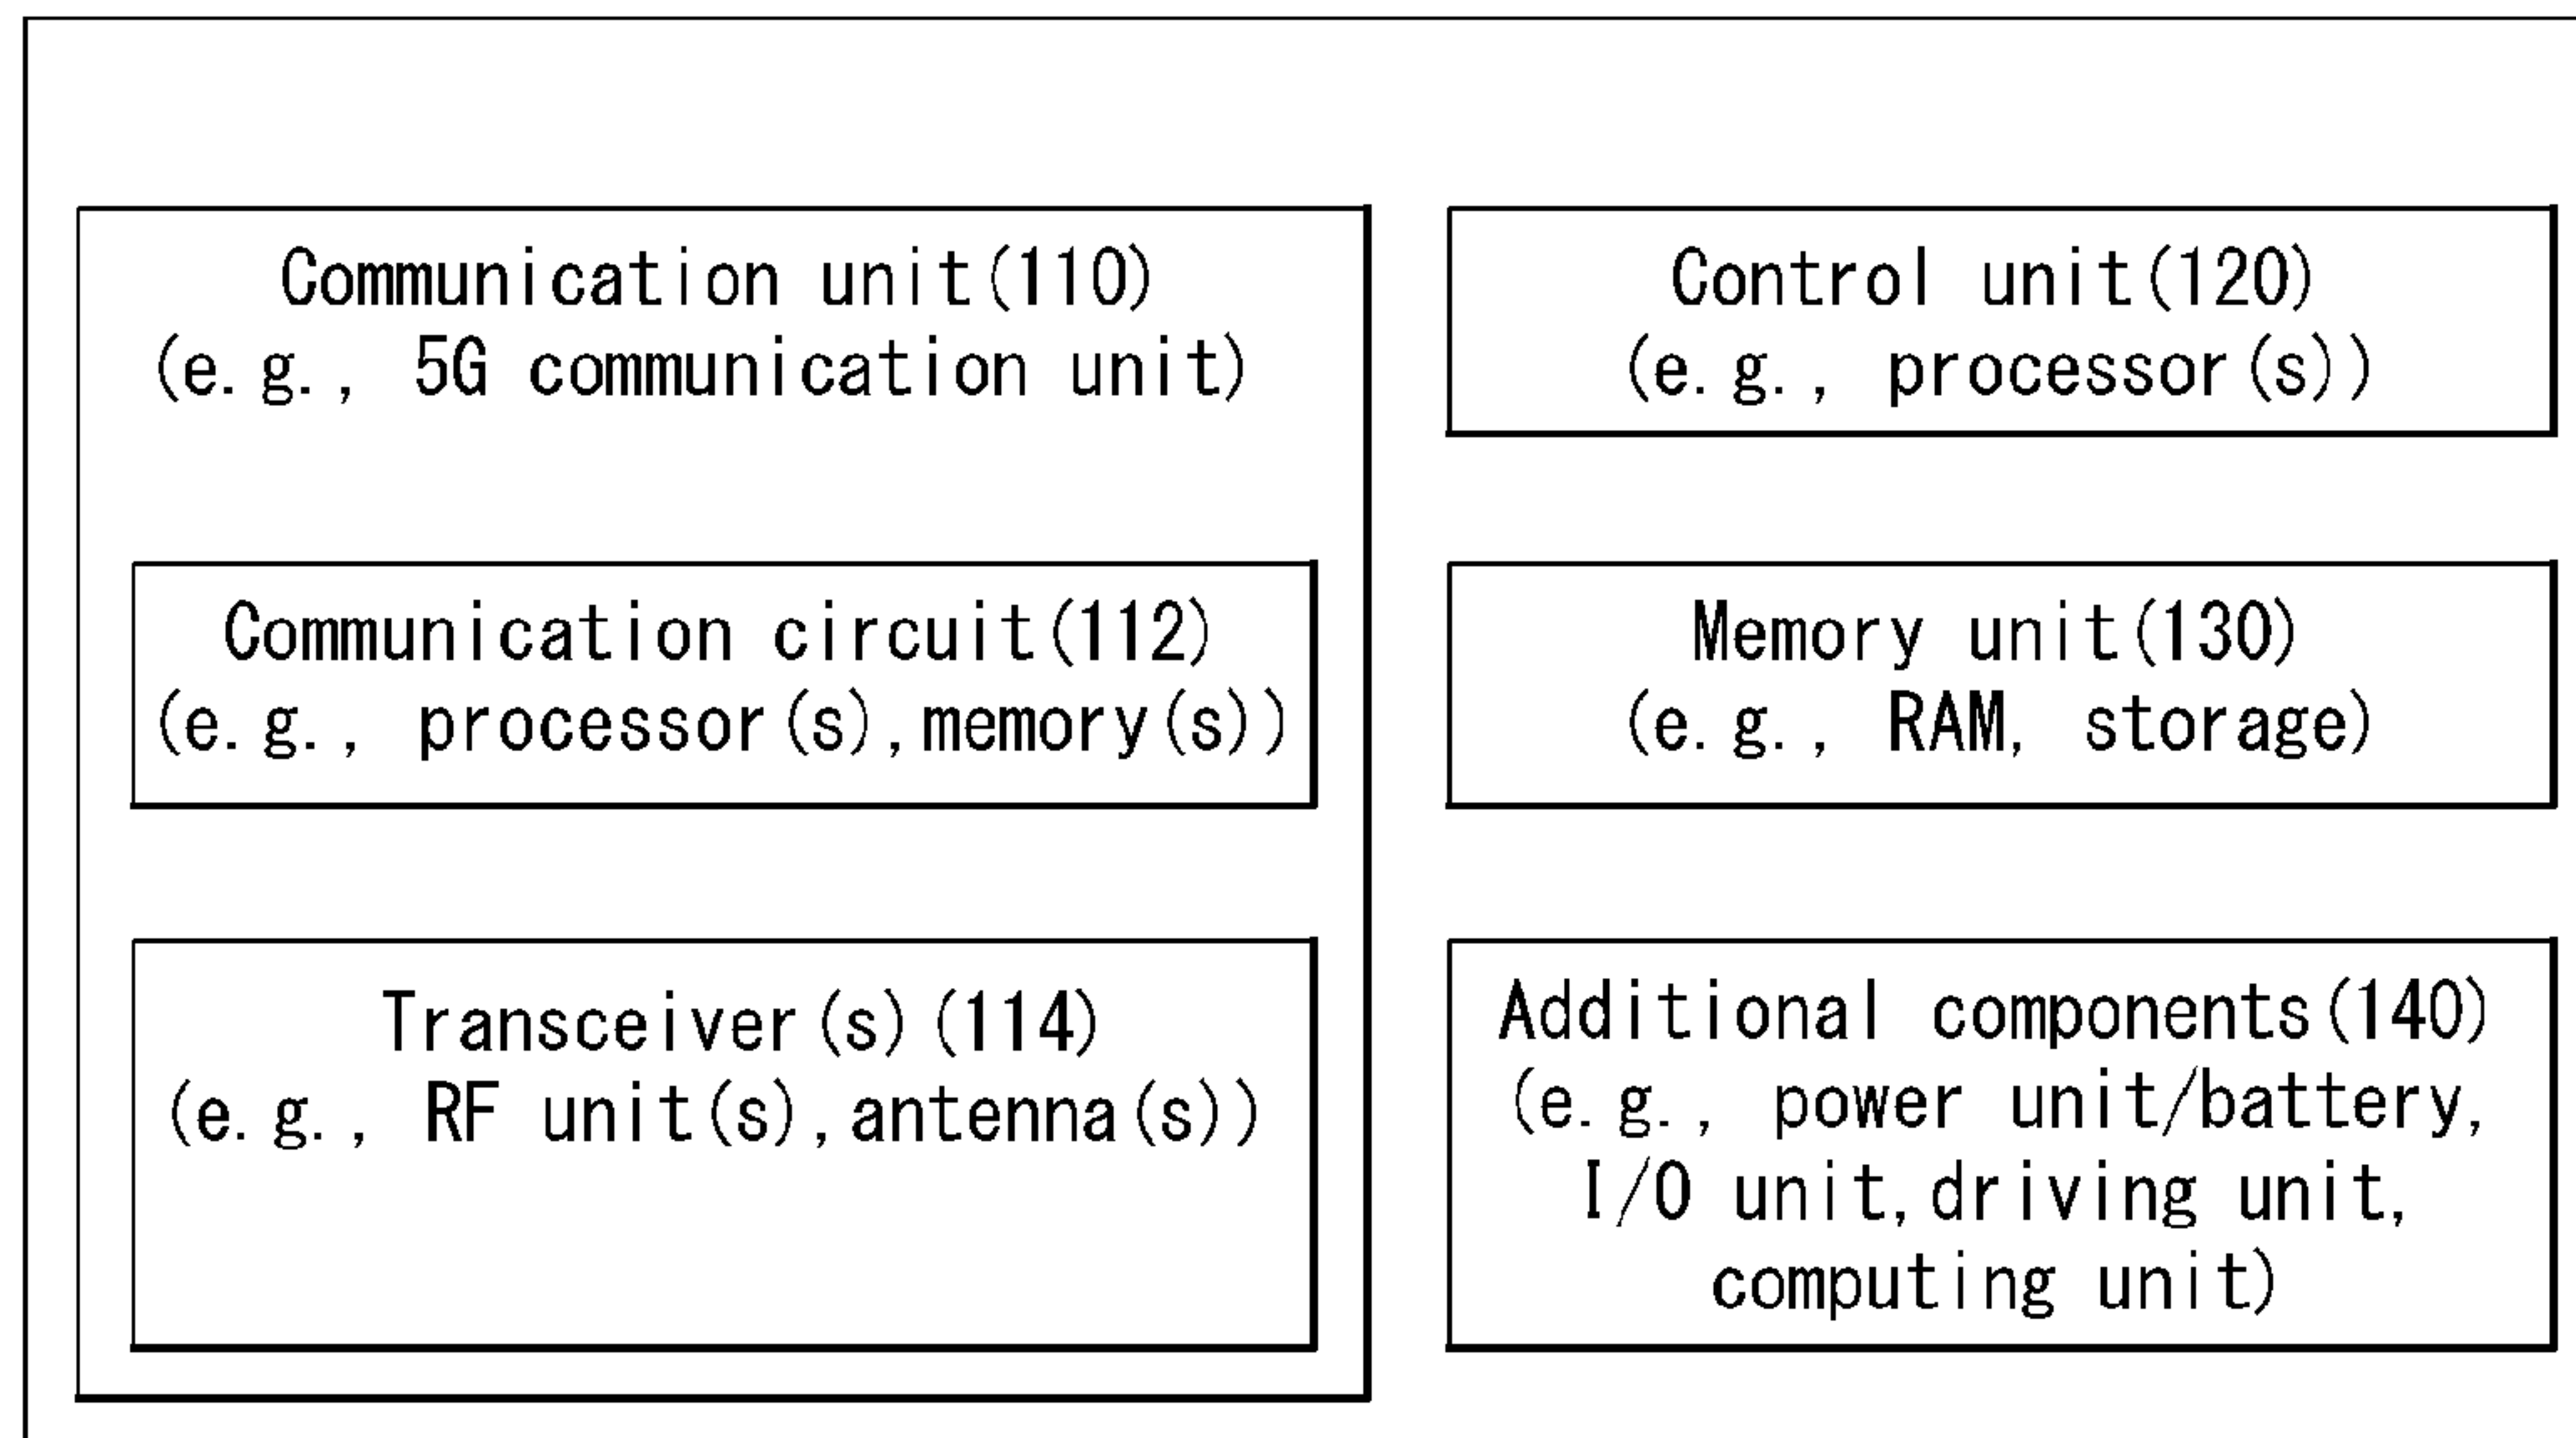 Communication unit(110)
(e.g., 5G communication unit)
Communication circuit(112)
(e.g., processor(s),memory(s))
Transceiver(s)(114)
(e.g., RF unit(s),antenna(s))
Control unit(120)
(e.g., processor(s))
Memory unit(130)
(e.g., RAM, storage)
Additional components(140)
(e.g., power unit/battery,
I/O unit,driving unit,
computing unit)